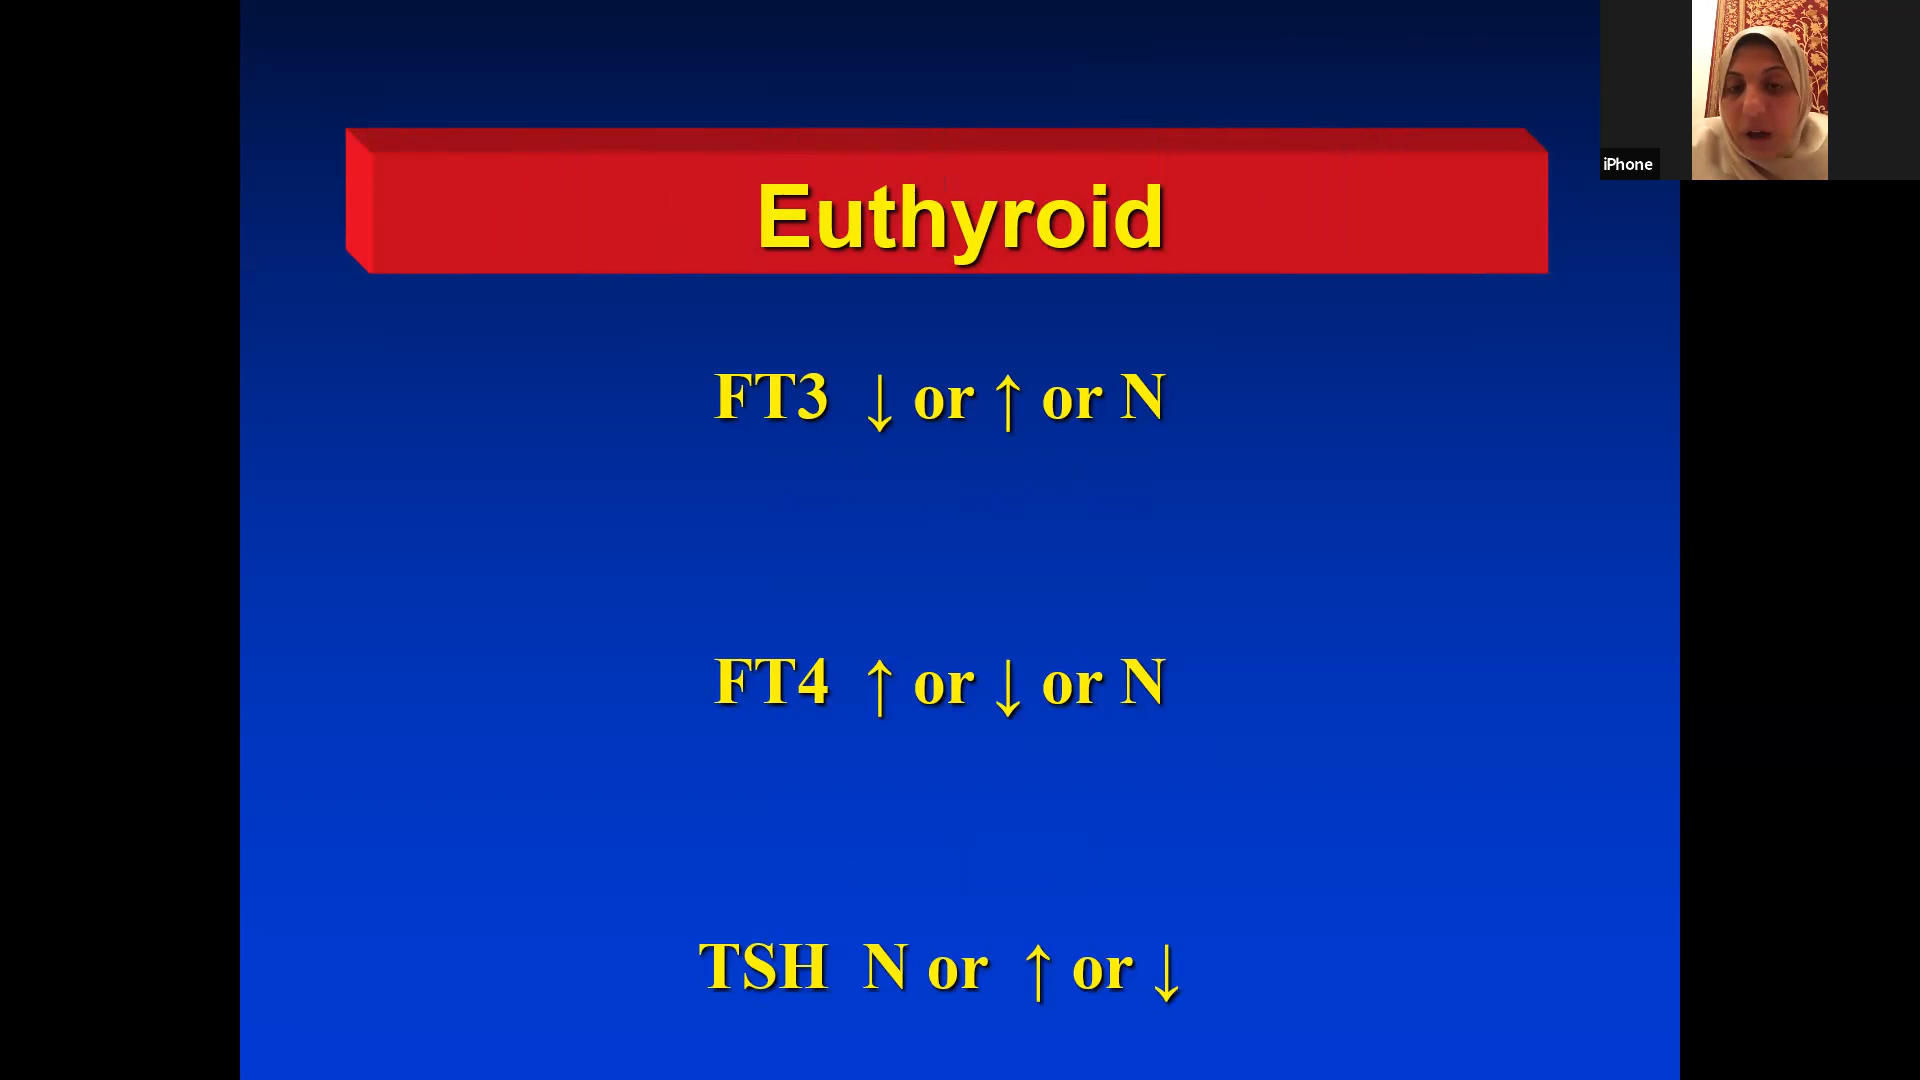 Euthyroid
iPhone
FT3 ↓ or ↑ or N
FT4 ↑ or ↓ or N
TSH N or ↑ or ↓